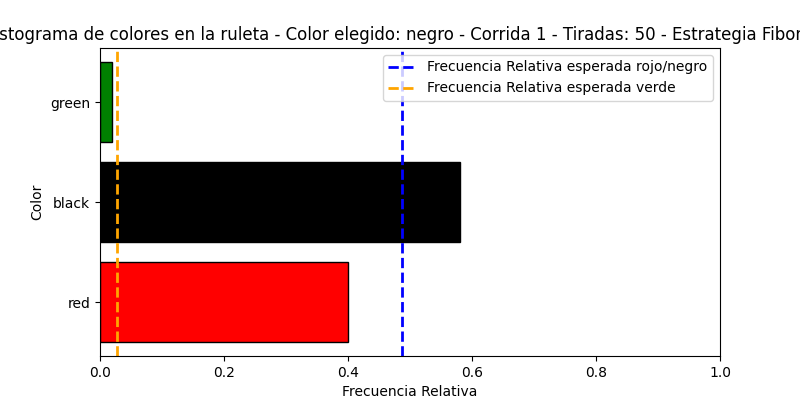 stograma de colores en la ruleta - Color elegido: negro - Corrida 1 - Tiradas: 50 - Estrategia Fibon
Frecuencia Relativa esperada rojo/negro
Frecuencia Relativa esperada verde
green
black
red
Color
0.0 0.2 0.4 0.6 0.8 1.0
Frecuencia Relativa